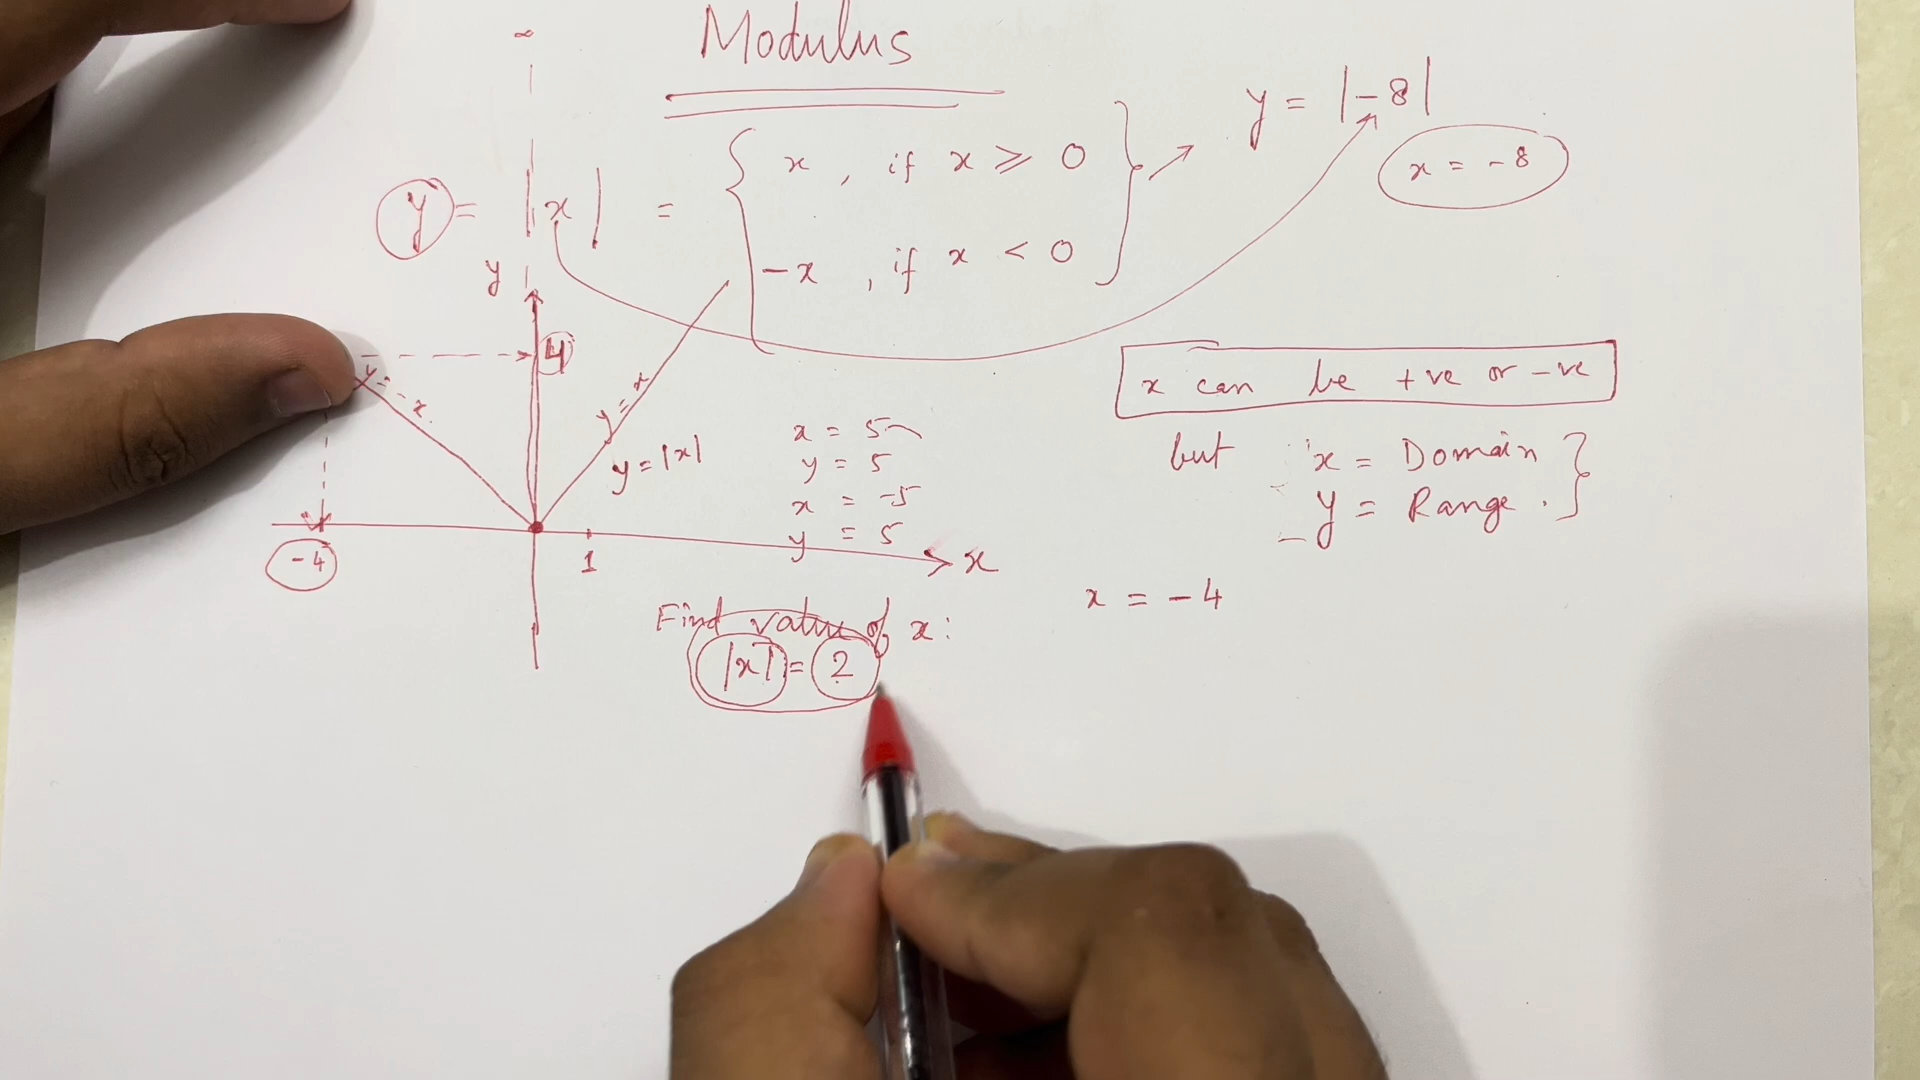 ∞
Modulus
y = |-8|
x = -8
y = |x| = { x , if x ⩾ 0
-x , if x < 0 }
y
4
y = -x
y = x
y = |x|
x = 5
y = 5
x = -5
y = 5
x can be +ve or -ve
but x = Domain
y = Range .
-4
1
x
x = -4
Find value of x:
|x| = 2